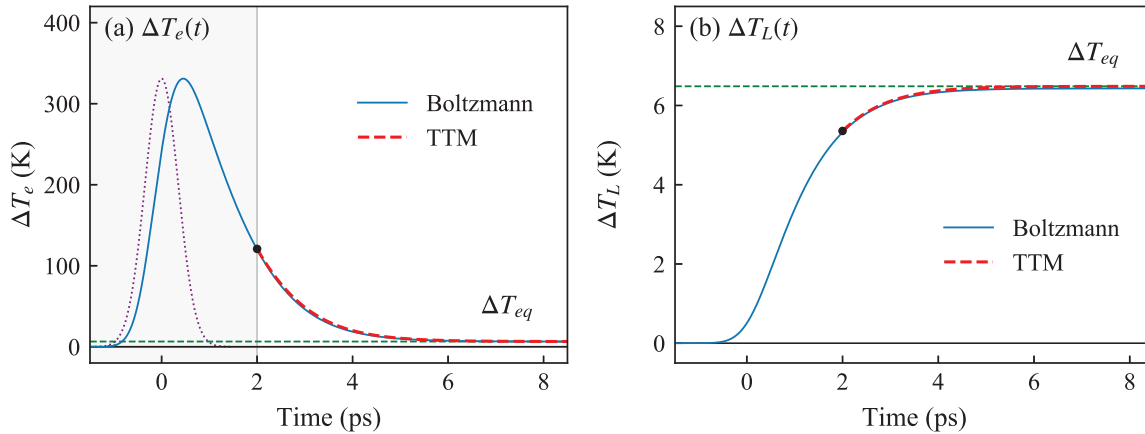 (a) ΔT_e(t)
400
300
200
100
0
ΔT_e (K)
Boltzmann
TTM
ΔT_eq
0 2 4 6 8
Time (ps)
(b) ΔT_L(t)
8
6
4
2
0
ΔT_L (K)
ΔT_eq
Boltzmann
TTM
0 2 4 6 8
Time (ps)